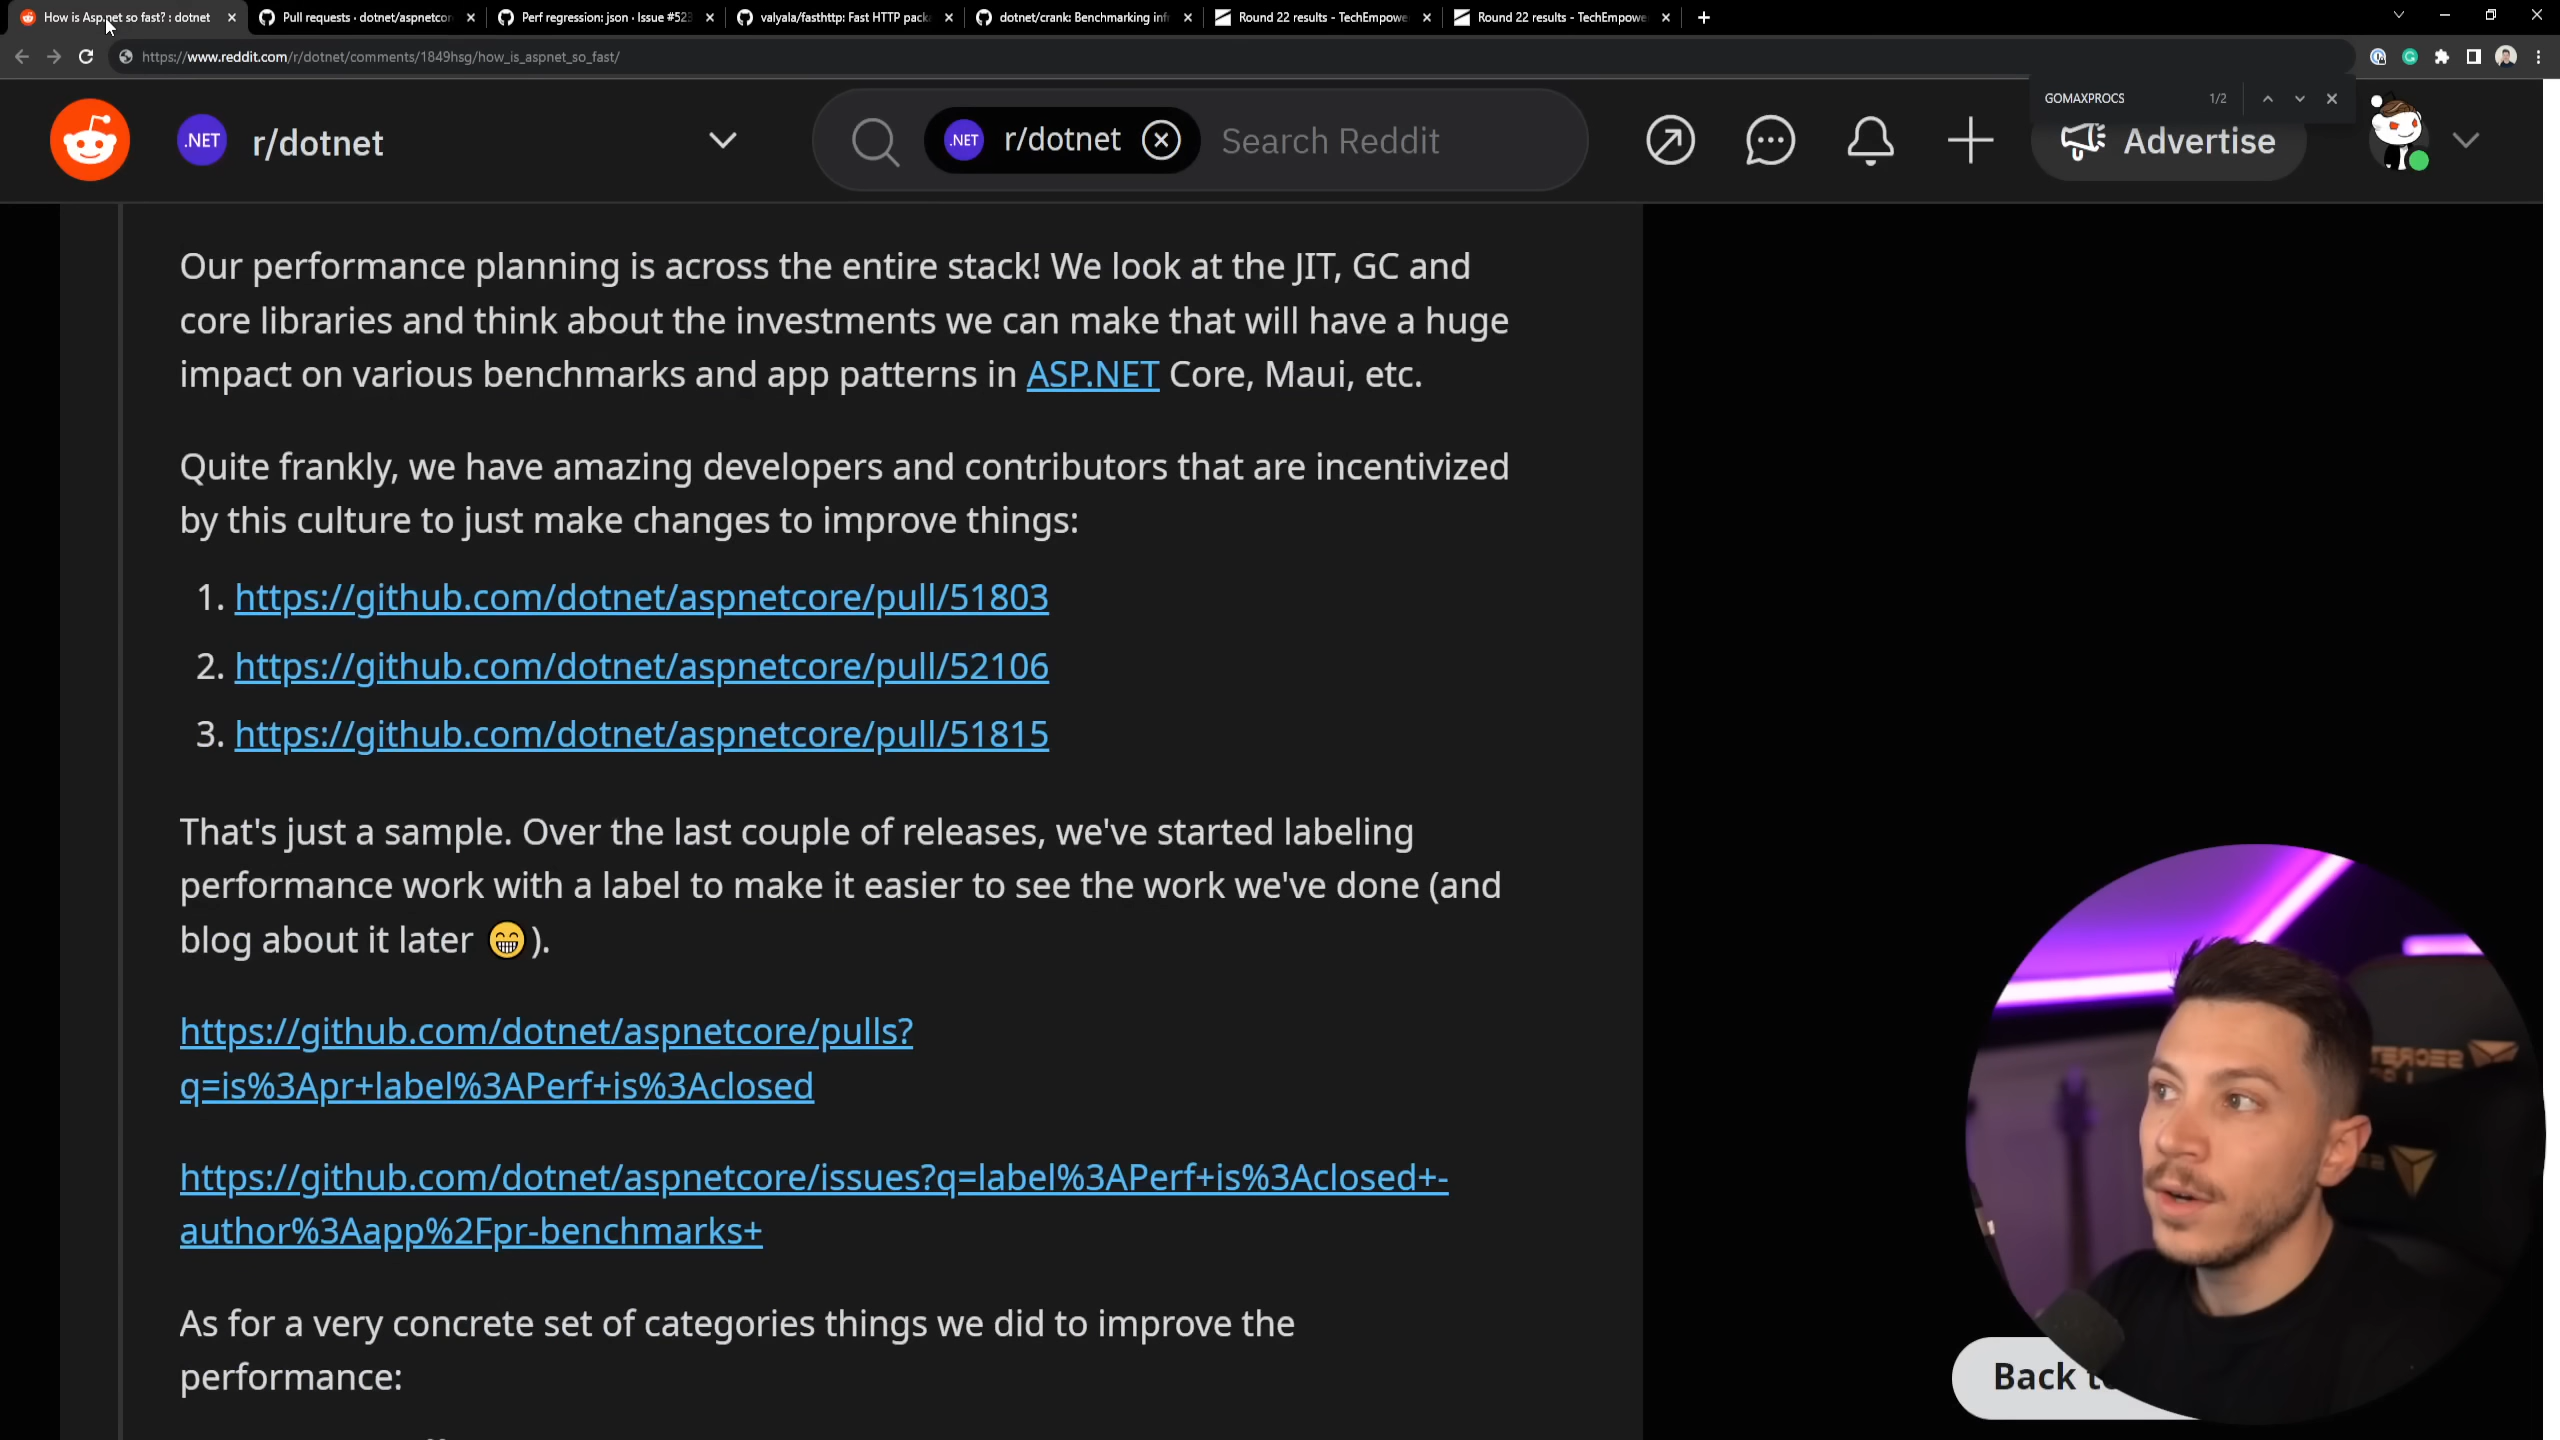 How is Asp.net so fast? : dotnet
Pull requests · dotnet/aspnetcor
Perf regression: json · Issue #523
valyala/fasthttp: Fast HTTP pack
dotnet/crank: Benchmarking infr
Round 22 results - TechEmpowe
Round 22 results - TechEmpowe
https://www.reddit.com/r/dotnet/comments/1849hsg/how_is_aspnet_so_fast/
GOMAXPROCS 1/2
.NET r/dotnet
.NET r/dotnet Search Reddit
Advertise
Our performance planning is across the entire stack! We look at the JIT, GC and
core libraries and think about the investments we can make that will have a huge
impact on various benchmarks and app patterns in ASP.NET Core, Maui, etc.
Quite frankly, we have amazing developers and contributors that are incentivized
by this culture to just make changes to improve things:
1. https://github.com/dotnet/aspnetcore/pull/51803
2. https://github.com/dotnet/aspnetcore/pull/52106
3. https://github.com/dotnet/aspnetcore/pull/51815
That's just a sample. Over the last couple of releases, we've started labeling
performance work with a label to make it easier to see the work we've done (and
blog about it later 😁).
https://github.com/dotnet/aspnetcore/pulls?
q=is%3Apr+label%3APerf+is%3Aclosed
https://github.com/dotnet/aspnetcore/issues?q=label%3APerf+is%3Aclosed+-
author%3Aapp%2Fpr-benchmarks+
As for a very concrete set of categories things we did to improve the
performance:
Back